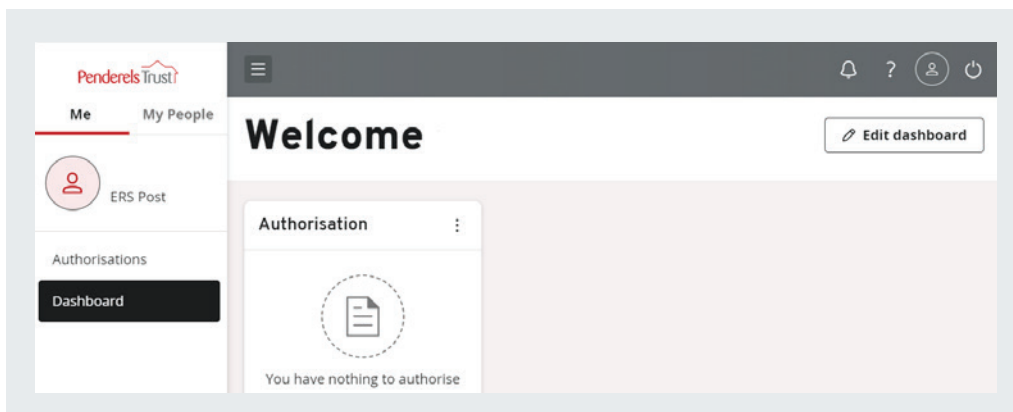 Penderels Trust
Me My People
ERS Post
Authorisations
Dashboard
?
Welcome
Edit dashboard
Authorisation
You have nothing to authorise